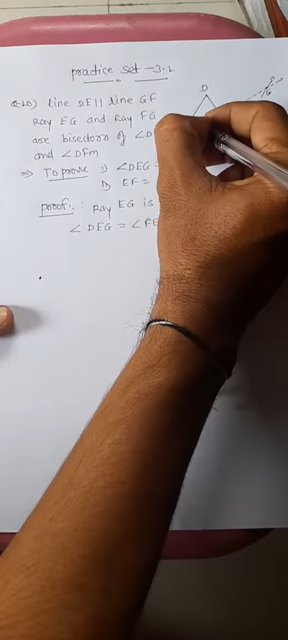 practice set -3.1
Q-10) line DE || line GF
Ray EG and Ray FG
are bisectors of ∠D
and ∠DFm
⇒ To prove 1) ∠DEG =
EF =
proof : Ray EG is
∠ DEG = ∠FE
D